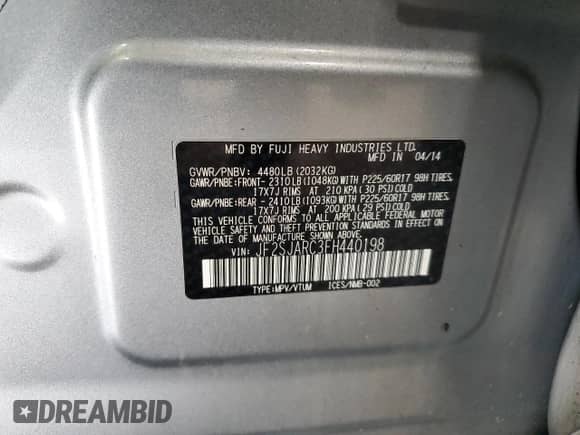 MFD BY FUJI HEAVY INDUSTRIES LTD.
MADE IN 04/14
GVWR/PNBV: 4480LB(2032KG)
GAWR/PNBE:FRONT- 2310LB(1048KG)WITH P225/60R17 98H TIRES,
17X7J RIMS AT 210 KPA(30 PSI)COLD
GAWR/PNBE:REAR - 2410LB(1093KG)WITH P225/60R17 98H TIRES,
17X7J RIMS AT 200 KPA(29 PSI)COLD
THIS VEHICLE CONFORMS TO ALL APPLICABLE FEDERAL MOTOR
VEHICLE SAFETY AND THEFT PREVENTION STANDARDS IN EFFECT ON
THE DATE OF MANUFACTURE SHOWN ABOVE.
VIN: JF2SJARC3FH440198
TYPE:MPV/VTUM ICES/NMB-002
DREAMBID